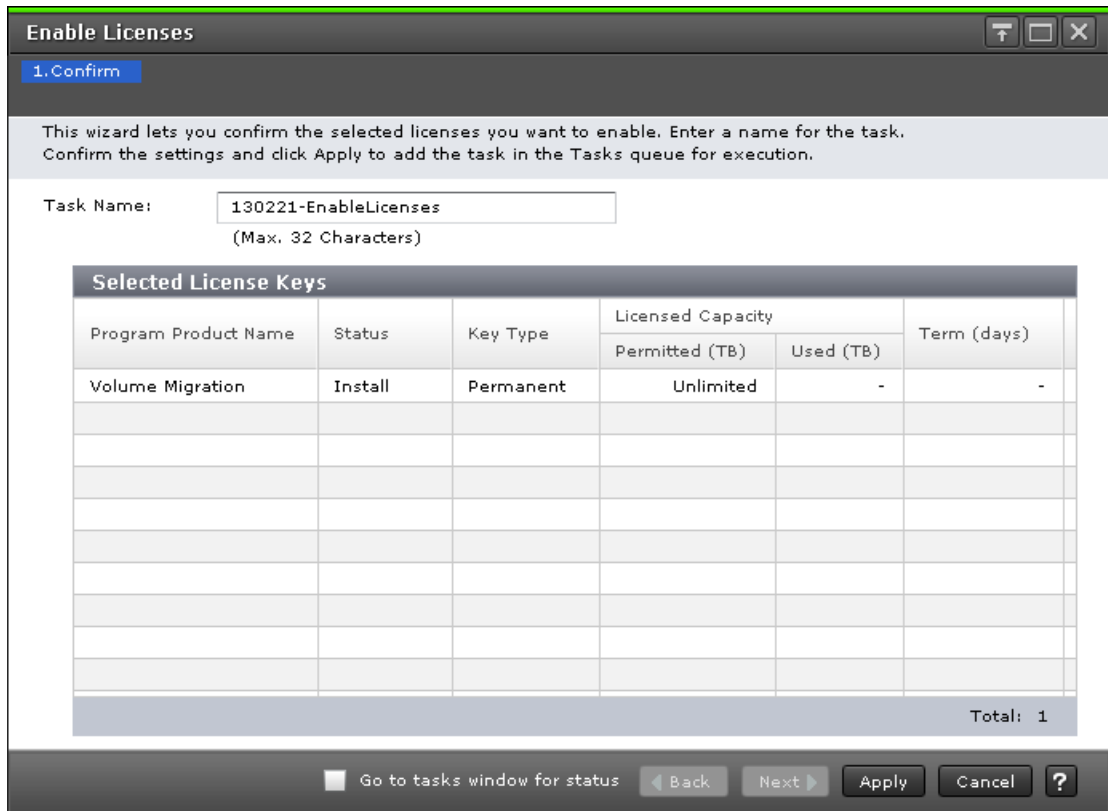 Enable Licenses
1.Confirm
This wizard lets you confirm the selected licenses you want to enable. Enter a name for the task.
Confirm the settings and click Apply to add the task in the Tasks queue for execution.
Task Name: 130221-EnableLicenses
(Max. 32 Characters)
Selected License Keys
Program Product Name Status Key Type Licensed Capacity Term (days)
Permitted (TB) Used (TB)
Volume Migration Install Permanent Unlimited - -
Total: 1
Go to tasks window for status Back Next Apply Cancel ?